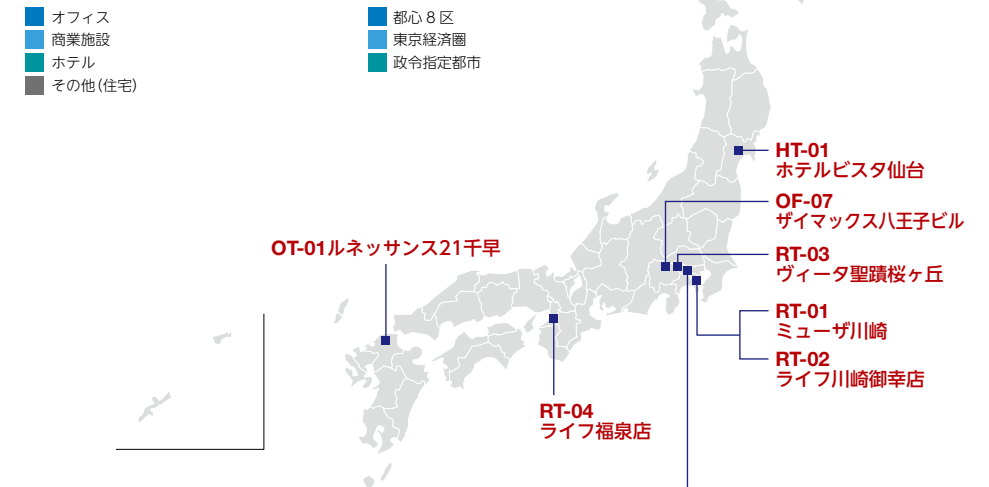 オフィス
商業施設
ホテル
その他(住宅)
都心8区
東京経済圏
政令指定都市
HT-01
ホテルビスタ仙台
OF-07
ザイマックス八王子ビル
RT-03
ヴィータ聖蹟桜ヶ丘
RT-01
ミューザ川崎
RT-02
ライフ川崎御幸店
OT-01ルネッサンス21千早
RT-04
ライフ福泉店